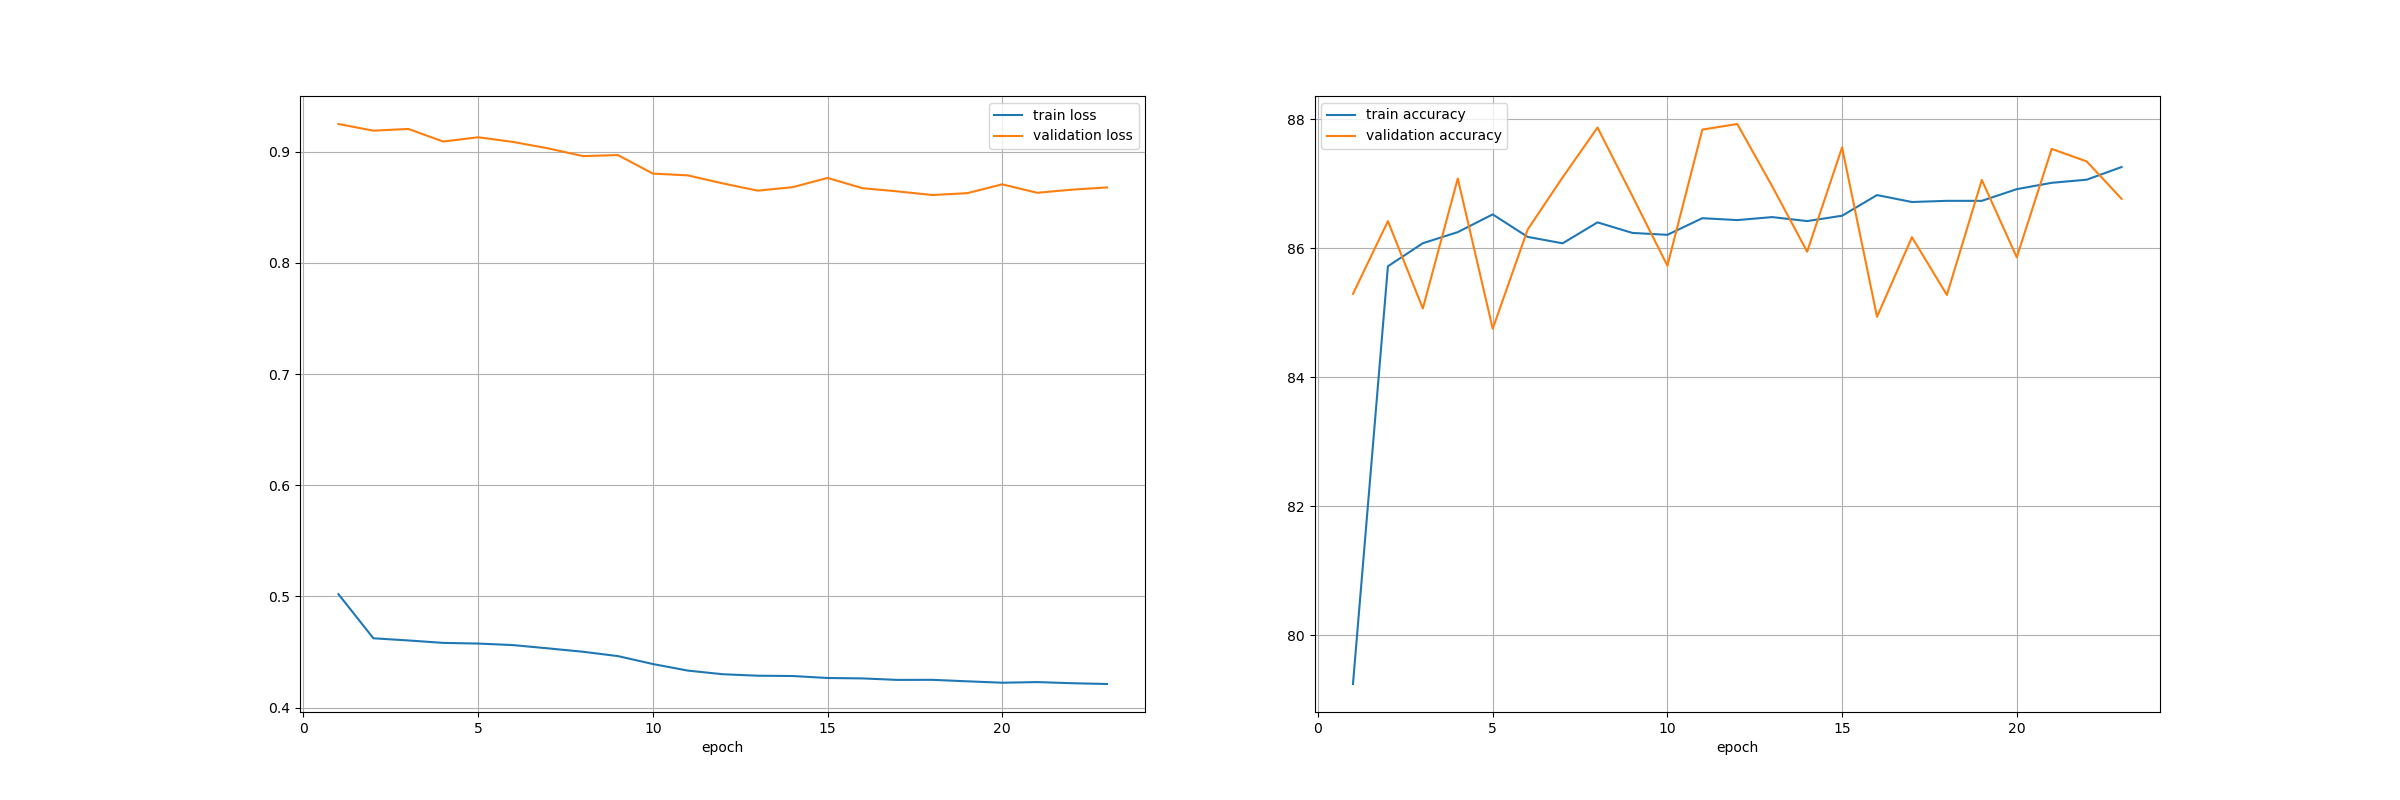 train loss
validation loss
0.9
0.8
0.7
0.6
0.5
0.4
0 5 10 15 20
epoch
train accuracy
validation accuracy
88
86
84
82
80
0 5 10 15 20
epoch